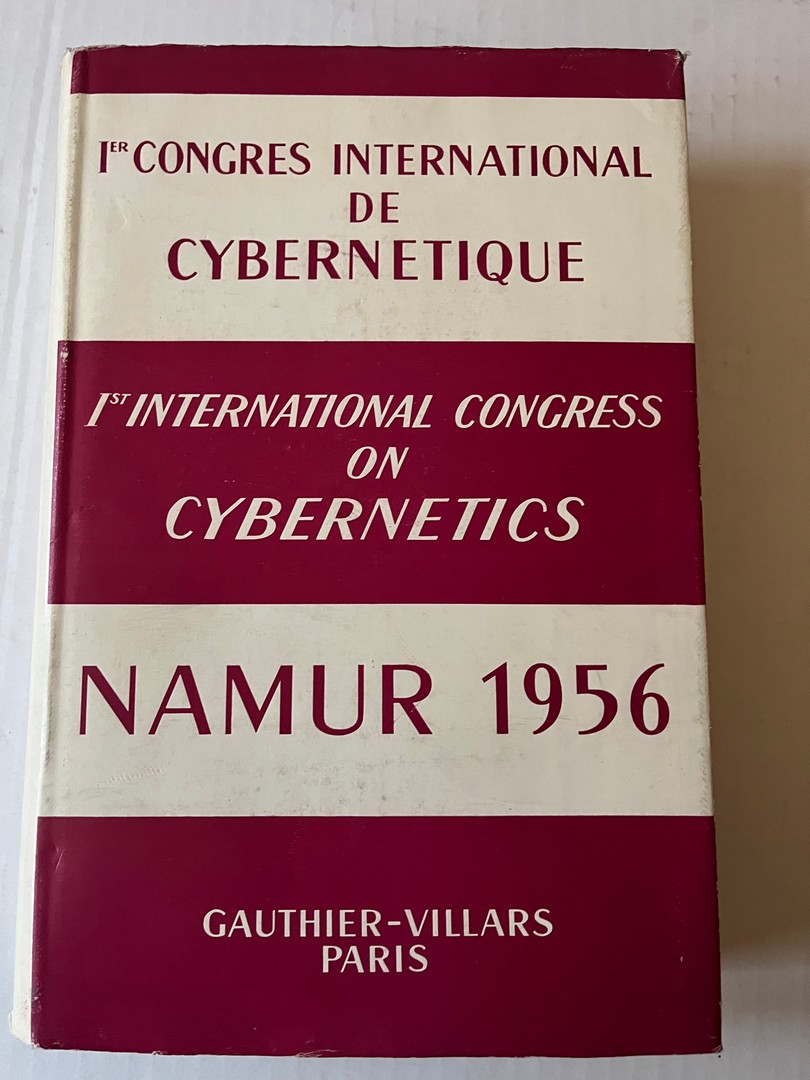 IER CONGRES INTERNATIONAL
DE
CYBERNETIQUE
IST INTERNATIONAL CONGRESS
ON
CYBERNETICS
NAMUR 1956
GAUTHIER-VILLARS
PARIS